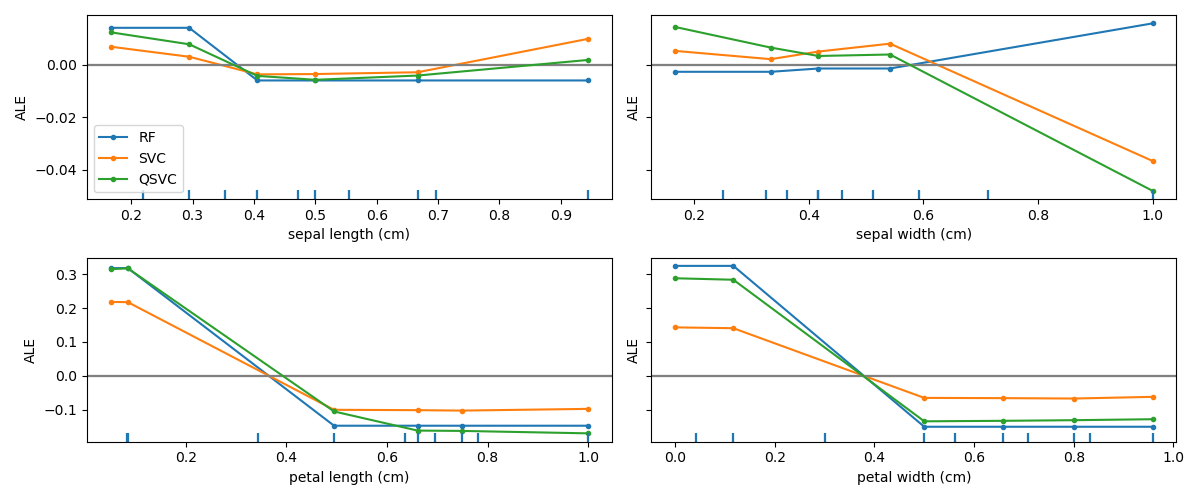 ALE
0.00
−0.02
−0.04
RF
SVC
QSVC
0.2 0.3 0.4 0.5 0.6 0.7 0.8 0.9
sepal length (cm)
ALE
0.2 0.4 0.6 0.8 1.0
sepal width (cm)
ALE
0.3
0.2
0.1
0.0
−0.1
0.2 0.4 0.6 0.8 1.0
petal length (cm)
ALE
0.0 0.2 0.4 0.6 0.8 1.0
petal width (cm)